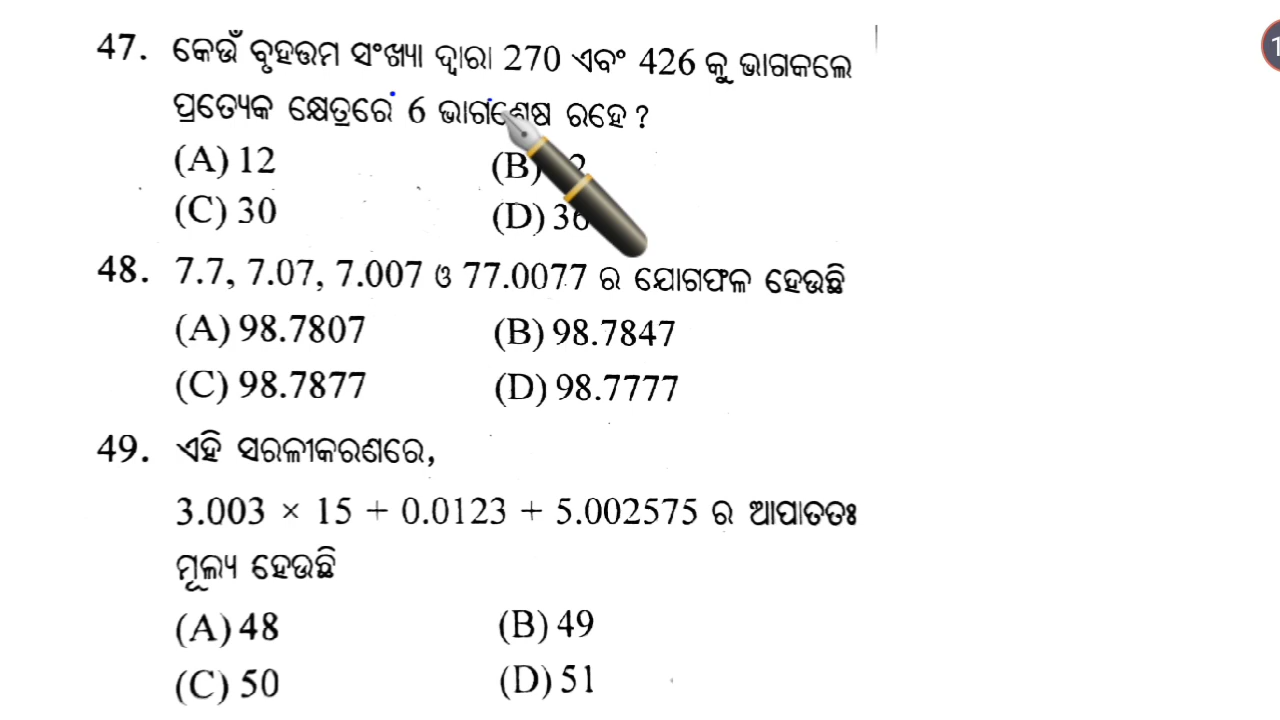 47. କେଉଁ ବୃହତ୍ତମ ସଂଖ୍ୟା ଦ୍ୱାରା 270 ଏବଂ 426 କୁ ଭାଗକଲେ
ପ୍ରତ୍ୟେକ କ୍ଷେତ୍ରରେ 6 ଭାଗଶେଷ ରହେ ?
(A) 12 (B)
(C) 30 (D) 36
48. 7.7, 7.07, 7.007 ଓ 77.0077 ର ଯୋଗଫଳ ହେଉଛି
(A) 98.7807 (B) 98.7847
(C) 98.7877 (D) 98.7777
49. ଏହି ସରଳୀକରଣରେ,
3.003 × 15 + 0.0123 + 5.002575 ର ଆପାତତଃ
ମୂଲ୍ୟ ହେଉଛି
(A) 48 (B) 49
(C) 50 (D) 51